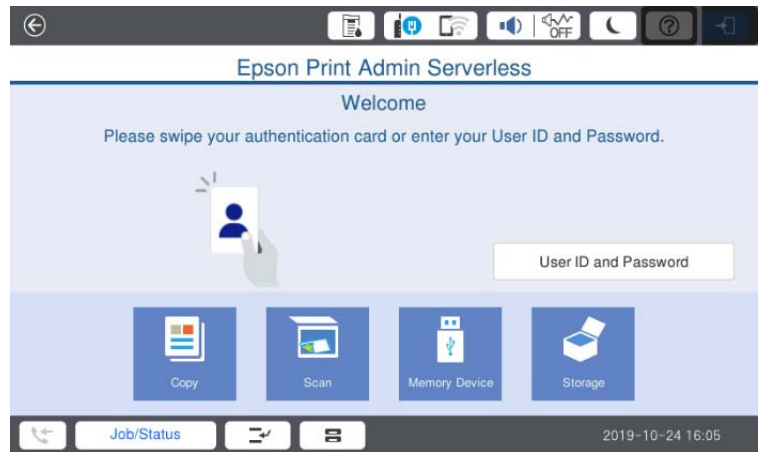 OFF
?
Epson Print Admin Serverless
Welcome
Please swipe your authentication card or enter your User ID and Password.
User ID and Password
Copy
Scan
Memory Device
Storage
Job/Status
2019-10-24 16:05